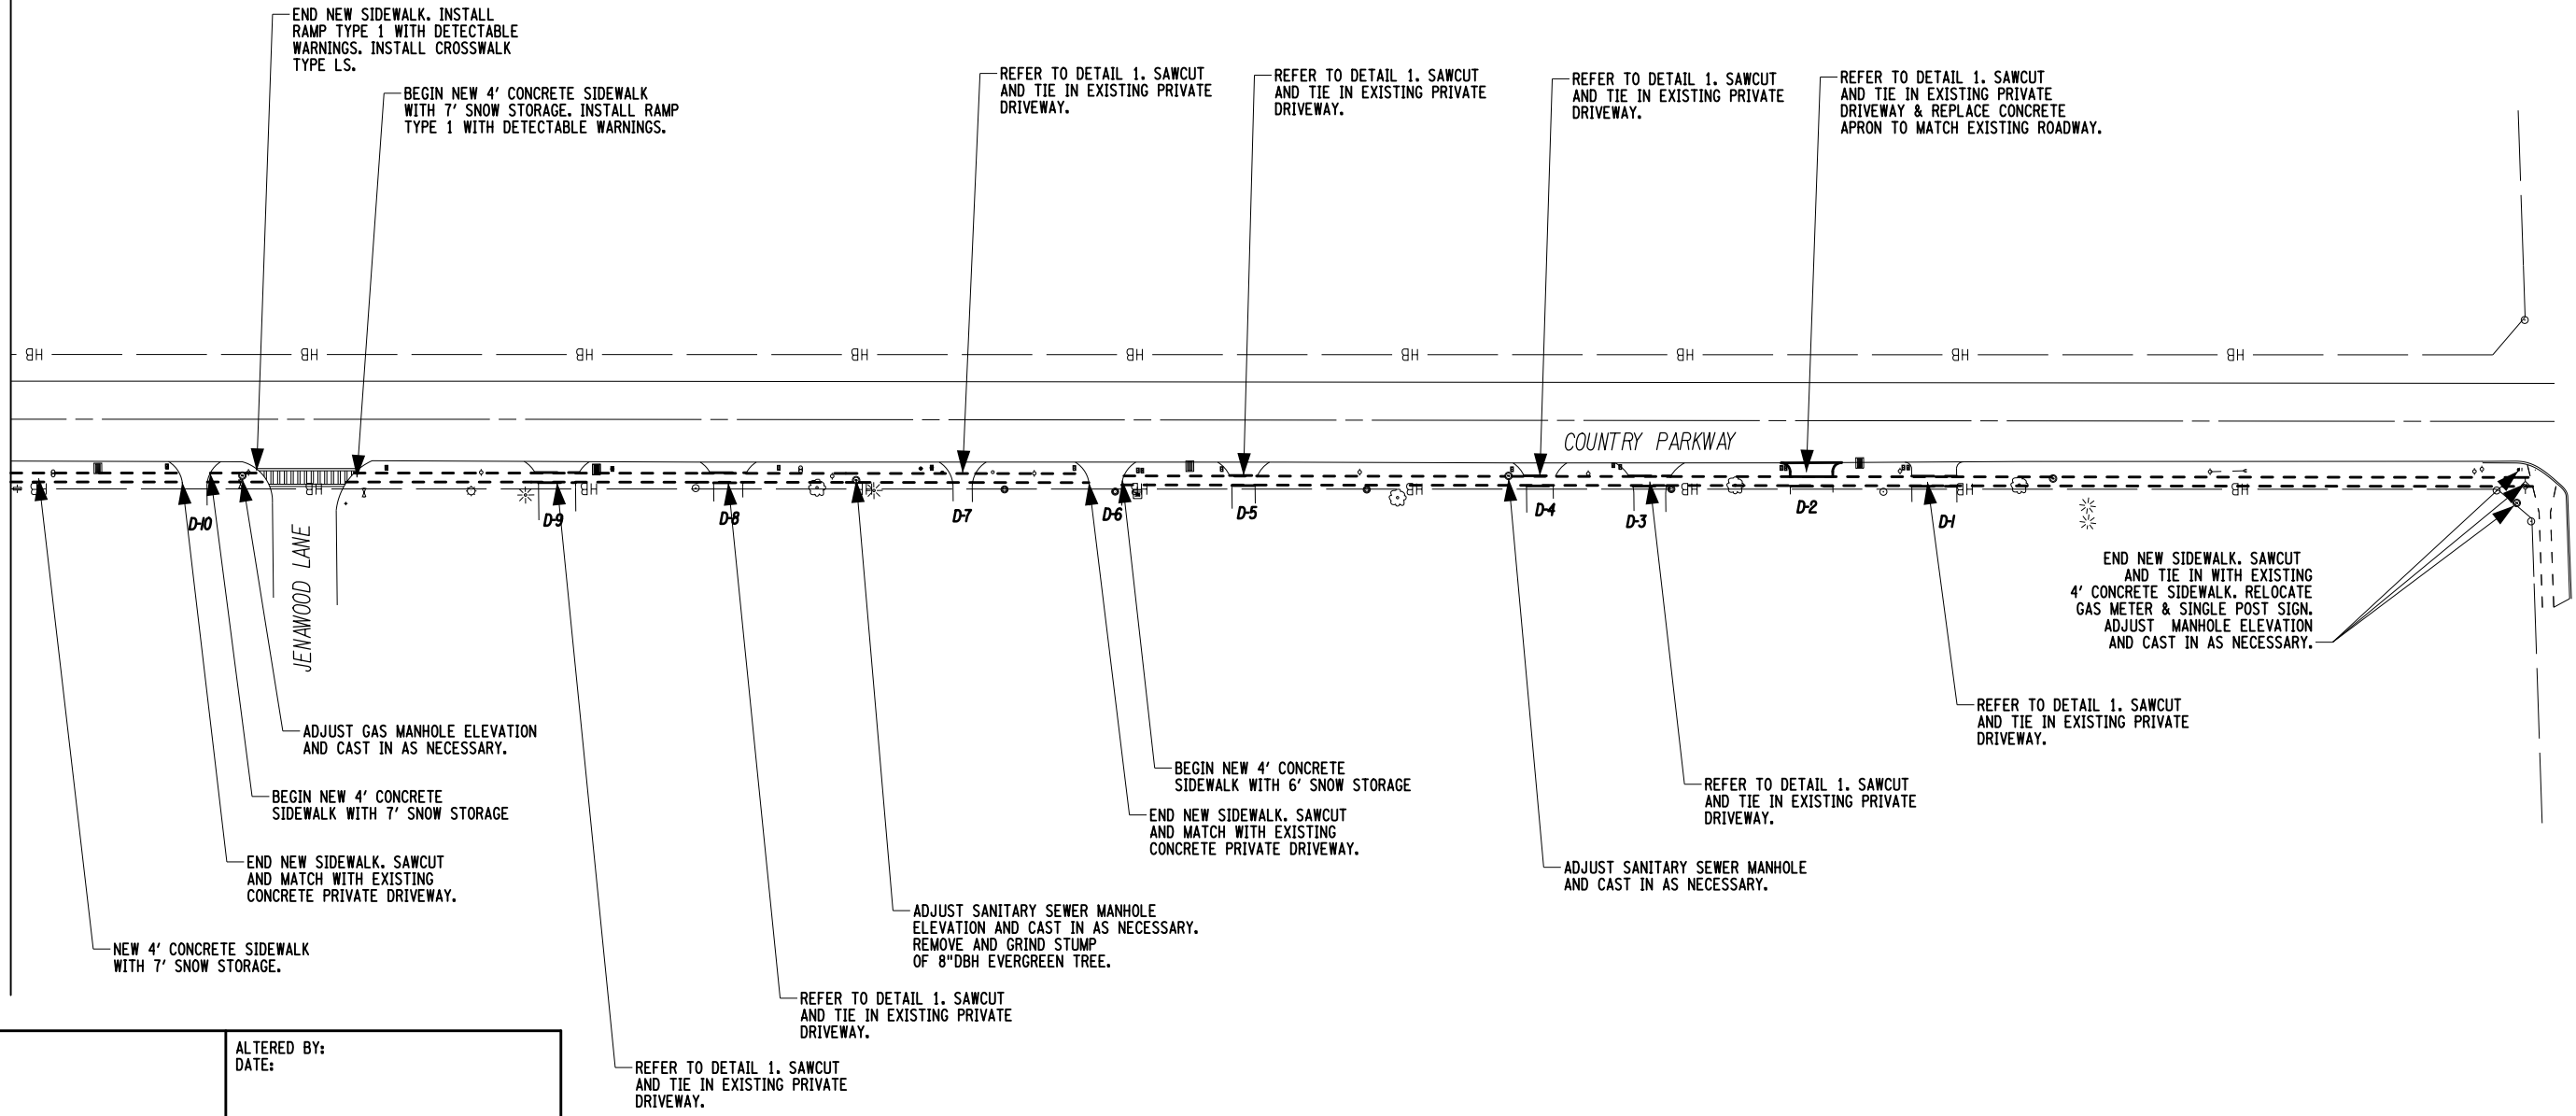 END NEW SIDEWALK. INSTALL
RAMP TYPE 1 WITH DETECTABLE
WARNINGS. INSTALL CROSSWALK
TYPE LS.
BEGIN NEW 4' CONCRETE SIDEWALK
WITH 7' SNOW STORAGE. INSTALL RAMP
TYPE 1 WITH DETECTABLE WARNINGS.
REFER TO DETAIL 1. SAWCUT
AND TIE IN EXISTING PRIVATE
DRIVEWAY.
REFER TO DETAIL 1. SAWCUT
AND TIE IN EXISTING PRIVATE
DRIVEWAY.
REFER TO DETAIL 1. SAWCUT
AND TIE IN EXISTING PRIVATE
DRIVEWAY.
REFER TO DETAIL 1. SAWCUT
AND TIE IN EXISTING PRIVATE
DRIVEWAY & REPLACE CONCRETE
APRON TO MATCH EXISTING ROADWAY.
HB
HB
HB
HB
HB
HB
HB
HB
HB
COUNTRY PARKWAY
HB
HB
HB
HB
HB
HB
HB
HB
HB
D-10
D-9
D-8
D-7
D-6
D-5
D-4
D-3
D-2
D-1
JENAWOOD LANE
END NEW SIDEWALK. SAWCUT
AND TIE IN WITH EXISTING
4' CONCRETE SIDEWALK. RELOCATE
GAS METER & SINGLE POST SIGN.
ADJUST MANHOLE ELEVATION
AND CAST IN AS NECESSARY.
REFER TO DETAIL 1. SAWCUT
AND TIE IN EXISTING PRIVATE
DRIVEWAY.
ADJUST GAS MANHOLE ELEVATION
AND CAST IN AS NECESSARY.
BEGIN NEW 4' CONCRETE
SIDEWALK WITH 6' SNOW STORAGE
REFER TO DETAIL 1. SAWCUT
AND TIE IN EXISTING PRIVATE
DRIVEWAY.
BEGIN NEW 4' CONCRETE
SIDEWALK WITH 7' SNOW STORAGE
END NEW SIDEWALK. SAWCUT
AND MATCH WITH EXISTING
CONCRETE PRIVATE DRIVEWAY.
END NEW SIDEWALK. SAWCUT
AND MATCH WITH EXISTING
CONCRETE PRIVATE DRIVEWAY.
ADJUST SANITARY SEWER MANHOLE
AND CAST IN AS NECESSARY.
ADJUST SANITARY SEWER MANHOLE
ELEVATION AND CAST IN AS NECESSARY.
REMOVE AND GRIND STUMP
OF 8"DBH EVERGREEN TREE.
NEW 4' CONCRETE SIDEWALK
WITH 7' SNOW STORAGE.
REFER TO DETAIL 1. SAWCUT
AND TIE IN EXISTING PRIVATE
DRIVEWAY.
REFER TO DETAIL 1. SAWCUT
AND TIE IN EXISTING PRIVATE
DRIVEWAY.
ALTERED BY:
DATE: